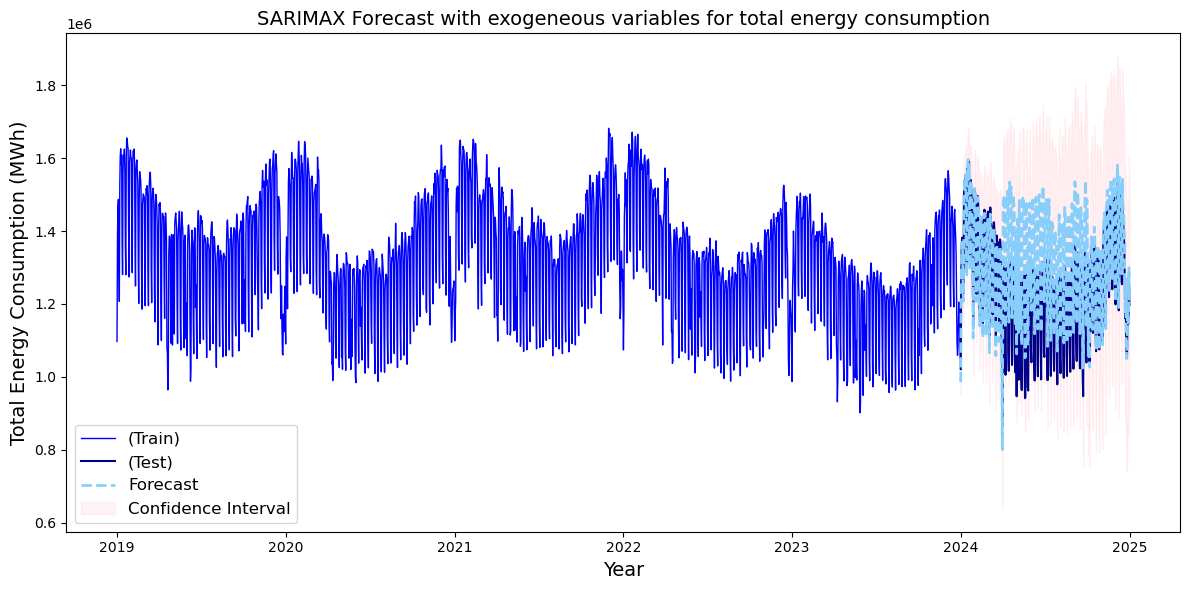 SARIMAX Forecast with exogeneous variables for total energy consumption
1e6
Total Energy Consumption (MWh)
1.8
1.6
1.4
1.2
1.0
0.8
0.6
(Train)
(Test)
Forecast
Confidence Interval
2019 2020 2021 2022 2023 2024 2025
Year